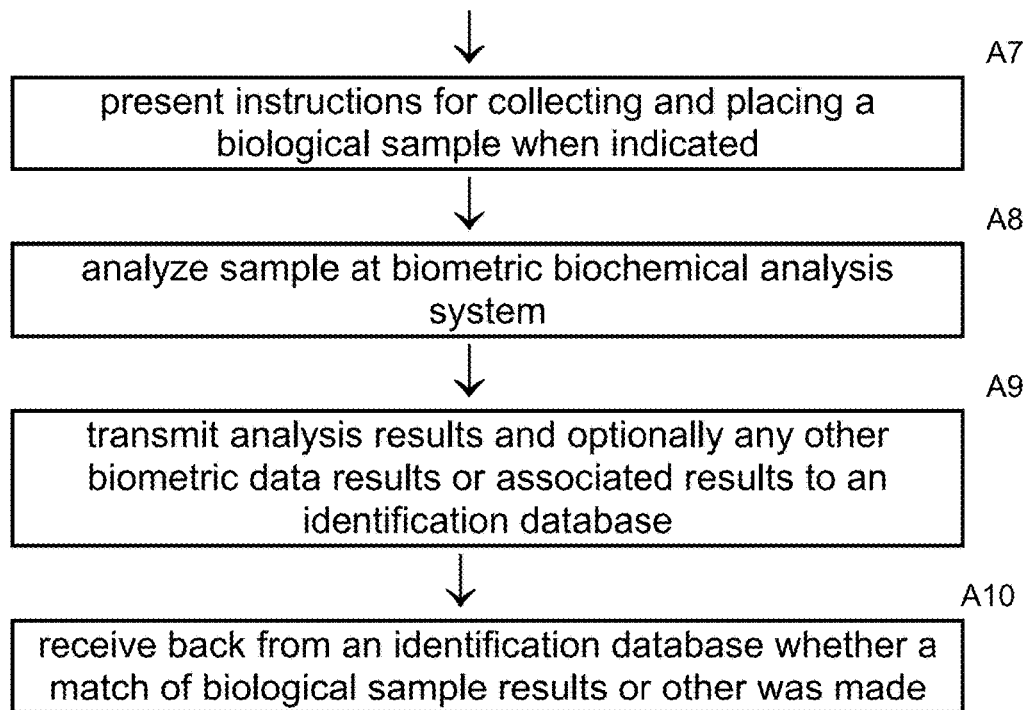 A7
present instructions for collecting and placing a
biological sample when indicated
A8
analyze sample at biometric biochemical analysis
system
A9
transmit analysis results and optionally any other
biometric data results or associated results to an
identification database
A10
receive back from an identification database whether a
match of biological sample results or other was made